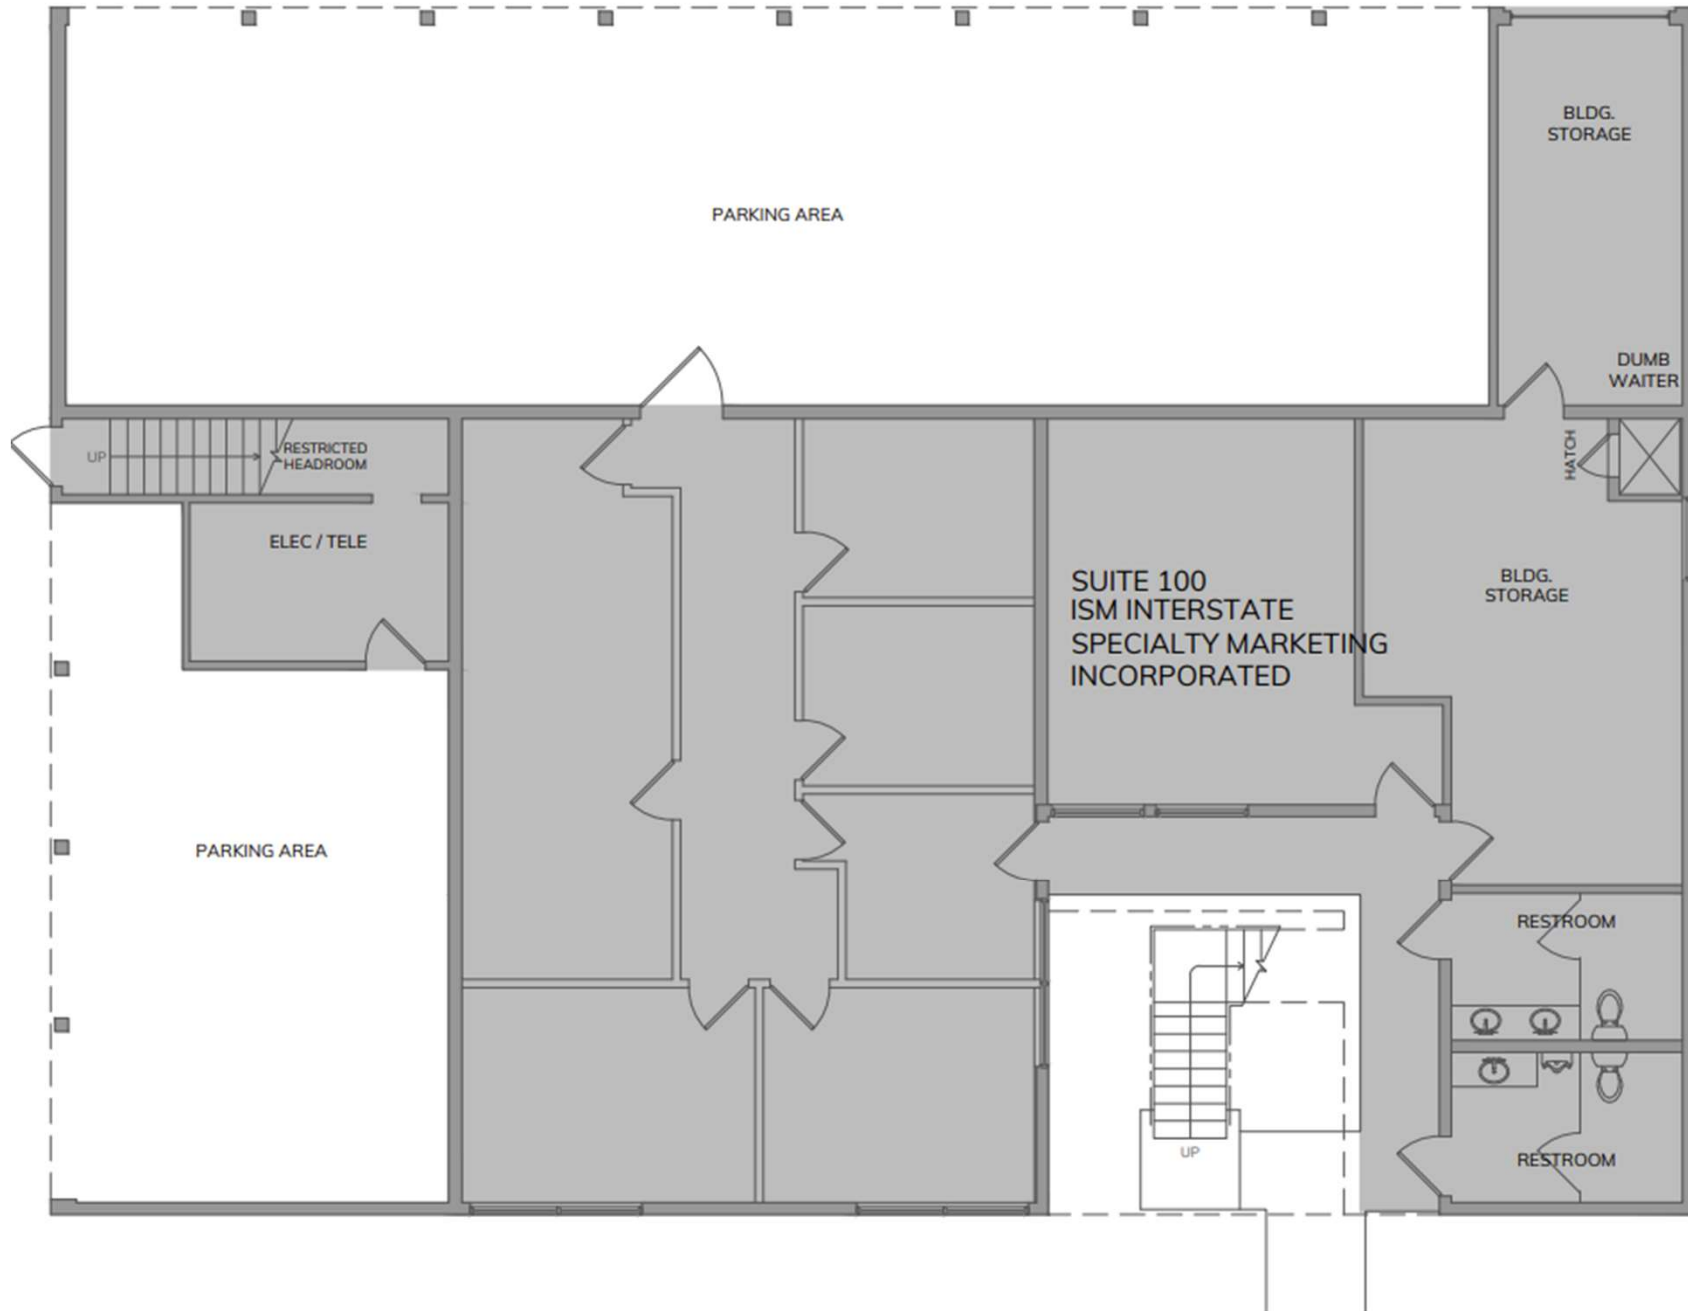 BLDG.
STORAGE
PARKING AREA
DUMB
WAITER
UP
RESTRICTED
HEADROOM
HATCH
ELEC / TELE
SUITE 100
ISM INTERSTATE
SPECIALTY MARKETING
INCORPORATED
BLDG.
STORAGE
PARKING AREA
RESTROOM
UP
RESTROOM